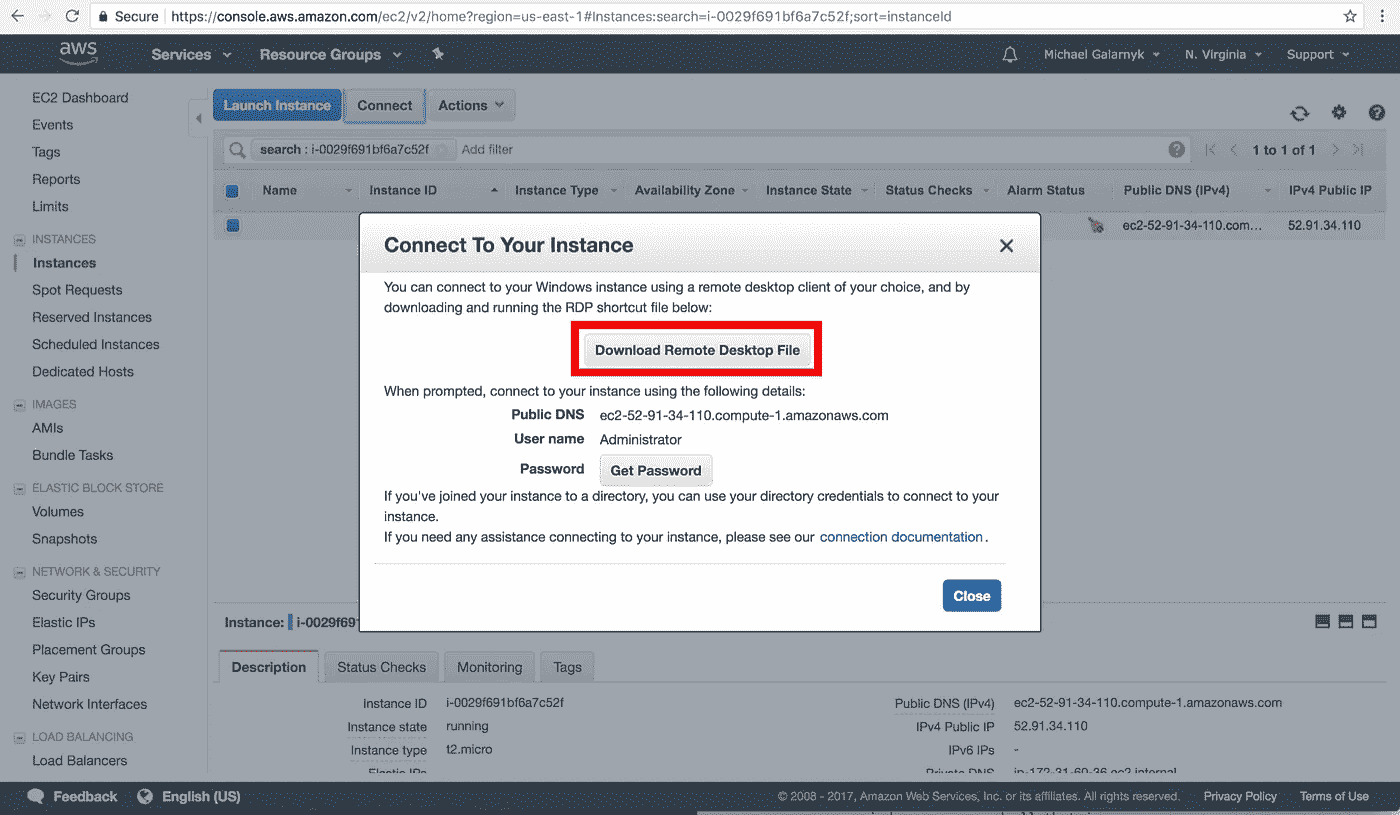 Secure https://console.aws.amazon.com/ec2/v2/home?region=us-east-1#Instances:search=i-0029f691bf6a7c52f;sort=instanceId
aws Services Resource Groups Michael Galarnyk N. Virginia Support
EC2 Dashboard
Events
Tags
Reports
Limits
INSTANCES
Instances
Spot Requests
Reserved Instances
Scheduled Instances
Dedicated Hosts
IMAGES
AMIs
Bundle Tasks
ELASTIC BLOCK STORE
Volumes
Snapshots
NETWORK & SECURITY
Security Groups
Elastic IPs
Placement Groups
Key Pairs
Network Interfaces
LOAD BALANCING
Load Balancers
Launch Instance Connect Actions
search : i-0029f691bf6a7c52f Add filter 1 to 1 of 1
Name Instance ID Instance Type Availability Zone Instance State Status Checks Alarm Status Public DNS (IPv4) IPv4 Public IP
ec2-52-91-34-110.com... 52.91.34.110
Connect To Your Instance
You can connect to your Windows instance using a remote desktop client of your choice, and by
downloading and running the RDP shortcut file below:
Download Remote Desktop File
When prompted, connect to your instance using the following details:
Public DNS ec2-52-91-34-110.compute-1.amazonaws.com
User name Administrator
Password Get Password
If you've joined your instance to a directory, you can use your directory credentials to connect to your
instance.
If you need any assistance connecting to your instance, please see our connection documentation.
Close
Instance: i-0029f691
Description Status Checks Monitoring Tags
Instance ID i-0029f691bf6a7c52f Public DNS (IPv4) ec2-52-91-34-110.compute-1.amazonaws.com
Instance state running IPv4 Public IP 52.91.34.110
Instance type t2.micro IPv6 IPs -
Elastic IPs Private DNS ip-172-31-60-36.ec2.internal
Feedback English (US) © 2008 - 2017, Amazon Web Services, Inc. or its affiliates. All rights reserved. Privacy Policy Terms of Use